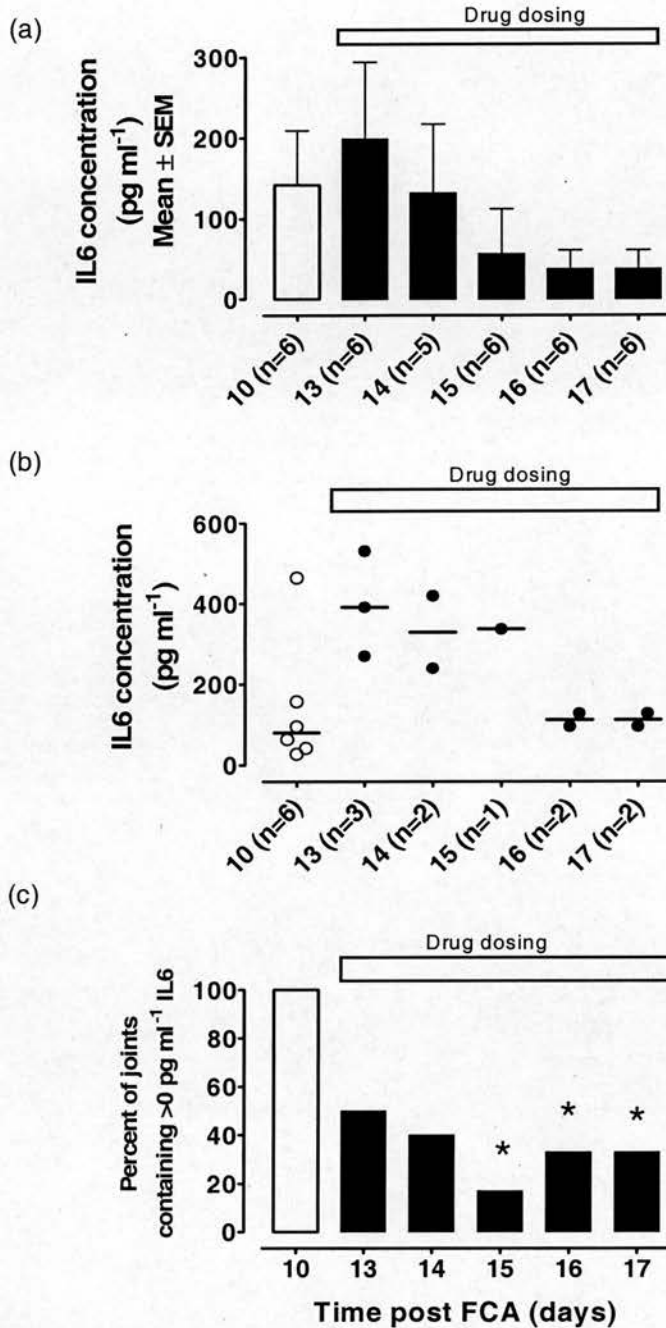 (a)
Drug dosing
IL6 concentration
(pg ml⁻¹)
Mean ± SEM
300
200
100
0
10 (n=6)
13 (n=6)
14 (n=5)
15 (n=6)
16 (n=6)
17 (n=6)
(b)
Drug dosing
IL6 concentration
(pg ml⁻¹)
600
400
200
0
10 (n=6)
13 (n=3)
14 (n=2)
15 (n=1)
16 (n=2)
17 (n=2)
(c)
Drug dosing
Percent of joints
containing >0 pg ml⁻¹ IL6
100
80
60
40
20
0
* * *
10 13 14 15 16 17
Time post FCA (days)